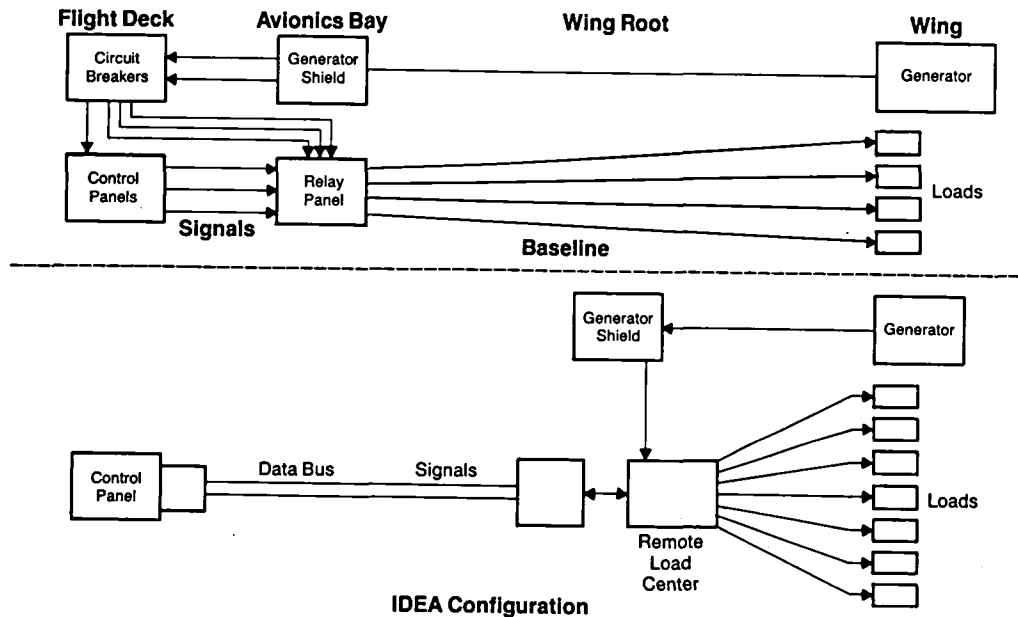 Flight Deck
Avionics Bay
Wing Root
Wing
Circuit
Breakers
Generator
Shield
Generator
Control
Panels
Relay
Panel
Loads
Signals
Baseline
Generator
Shield
Generator
Control
Panel
Data Bus
Signals
Loads
Remote
Load
Center
IDEA Configuration